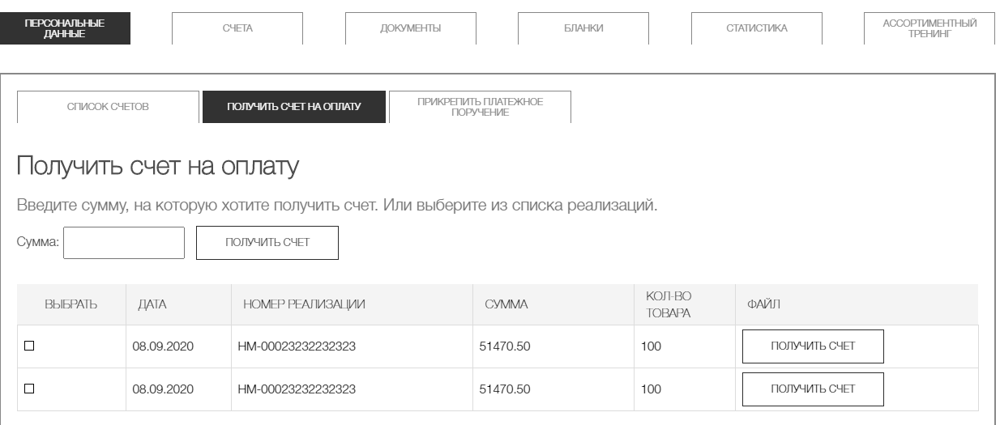 ПЕРСОНАЛЬНЫЕ
ДАННЫЕ
СЧЕТА
ДОКУМЕНТЫ
БЛАНКИ
СТАТИСТИКА
АССОРТИМЕНТНЫЙ
ТРЕНИНГ
СПИСОК СЧЕТОВ
ПОЛУЧИТЬ СЧЕТ НА ОПЛАТУ
ПРИКРЕПИТЬ ПЛАТЕЖНОЕ
ПОРУЧЕНИЕ
Получить счет на оплату
Введите сумму, на которую хотите получить счет. Или выберите из списка реализаций.
Сумма:
ПОЛУЧИТЬ СЧЕТ
ВЫБРАТЬ
ДАТА
НОМЕР РЕАЛИЗАЦИИ
СУММА
КОЛ-ВО
ТОВАРА
ФАЙЛ
08.09.2020
НМ-00023232232323
51470.50
100
ПОЛУЧИТЬ СЧЕТ
08.09.2020
НМ-00023232232323
51470.50
100
ПОЛУЧИТЬ СЧЕТ